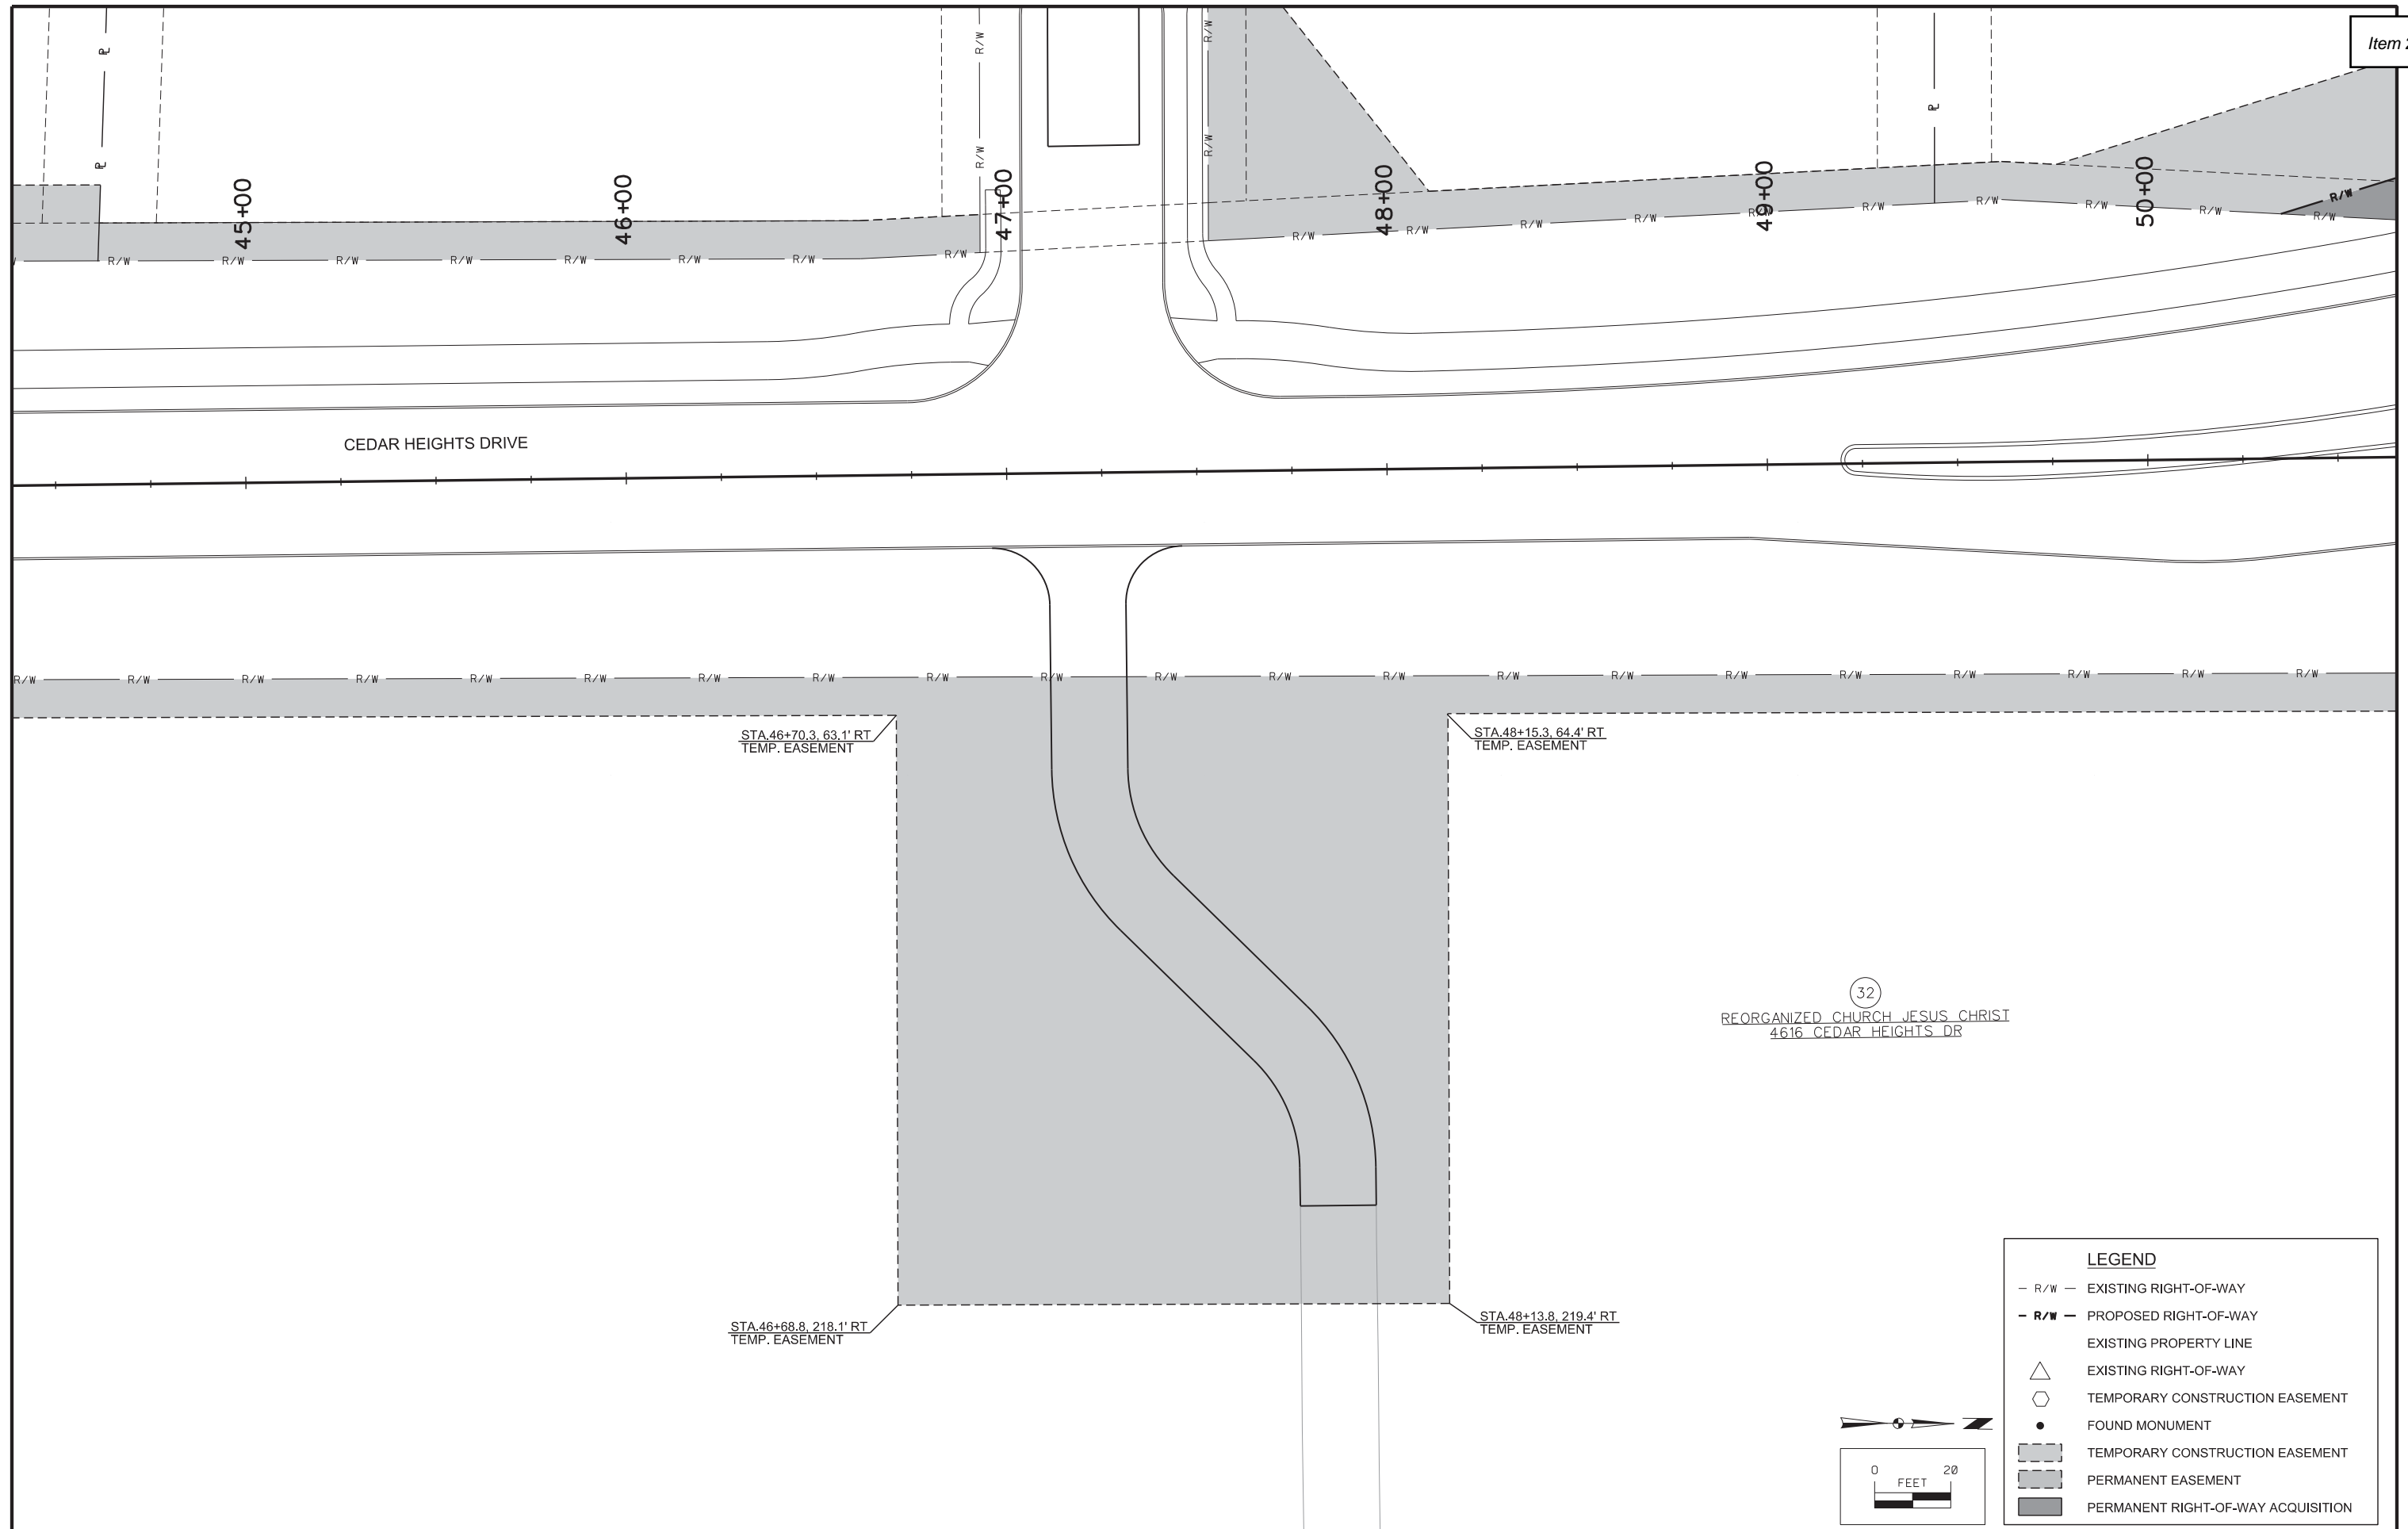 Item 2
45+00
46+00
47+00
48+00
49+00
50+00
R/W
CEDAR HEIGHTS DRIVE
R/W
STA.46+70.3, 63.1' RT
TEMP. EASEMENT
STA.48+15.3, 64.4' RT
TEMP. EASEMENT
32
REORGANIZED CHURCH JESUS CHRIST
4616 CEDAR HEIGHTS DR
STA.46+68.8, 218.1' RT
TEMP. EASEMENT
STA.48+13.8, 219.4' RT
TEMP. EASEMENT
LEGEND
R/W EXISTING RIGHT-OF-WAY
R/W PROPOSED RIGHT-OF-WAY
EXISTING PROPERTY LINE
EXISTING RIGHT-OF-WAY
TEMPORARY CONSTRUCTION EASEMENT
FOUND MONUMENT
TEMPORARY CONSTRUCTION EASEMENT
PERMANENT EASEMENT
PERMANENT RIGHT-OF-WAY ACQUISITION
0 20
FEET